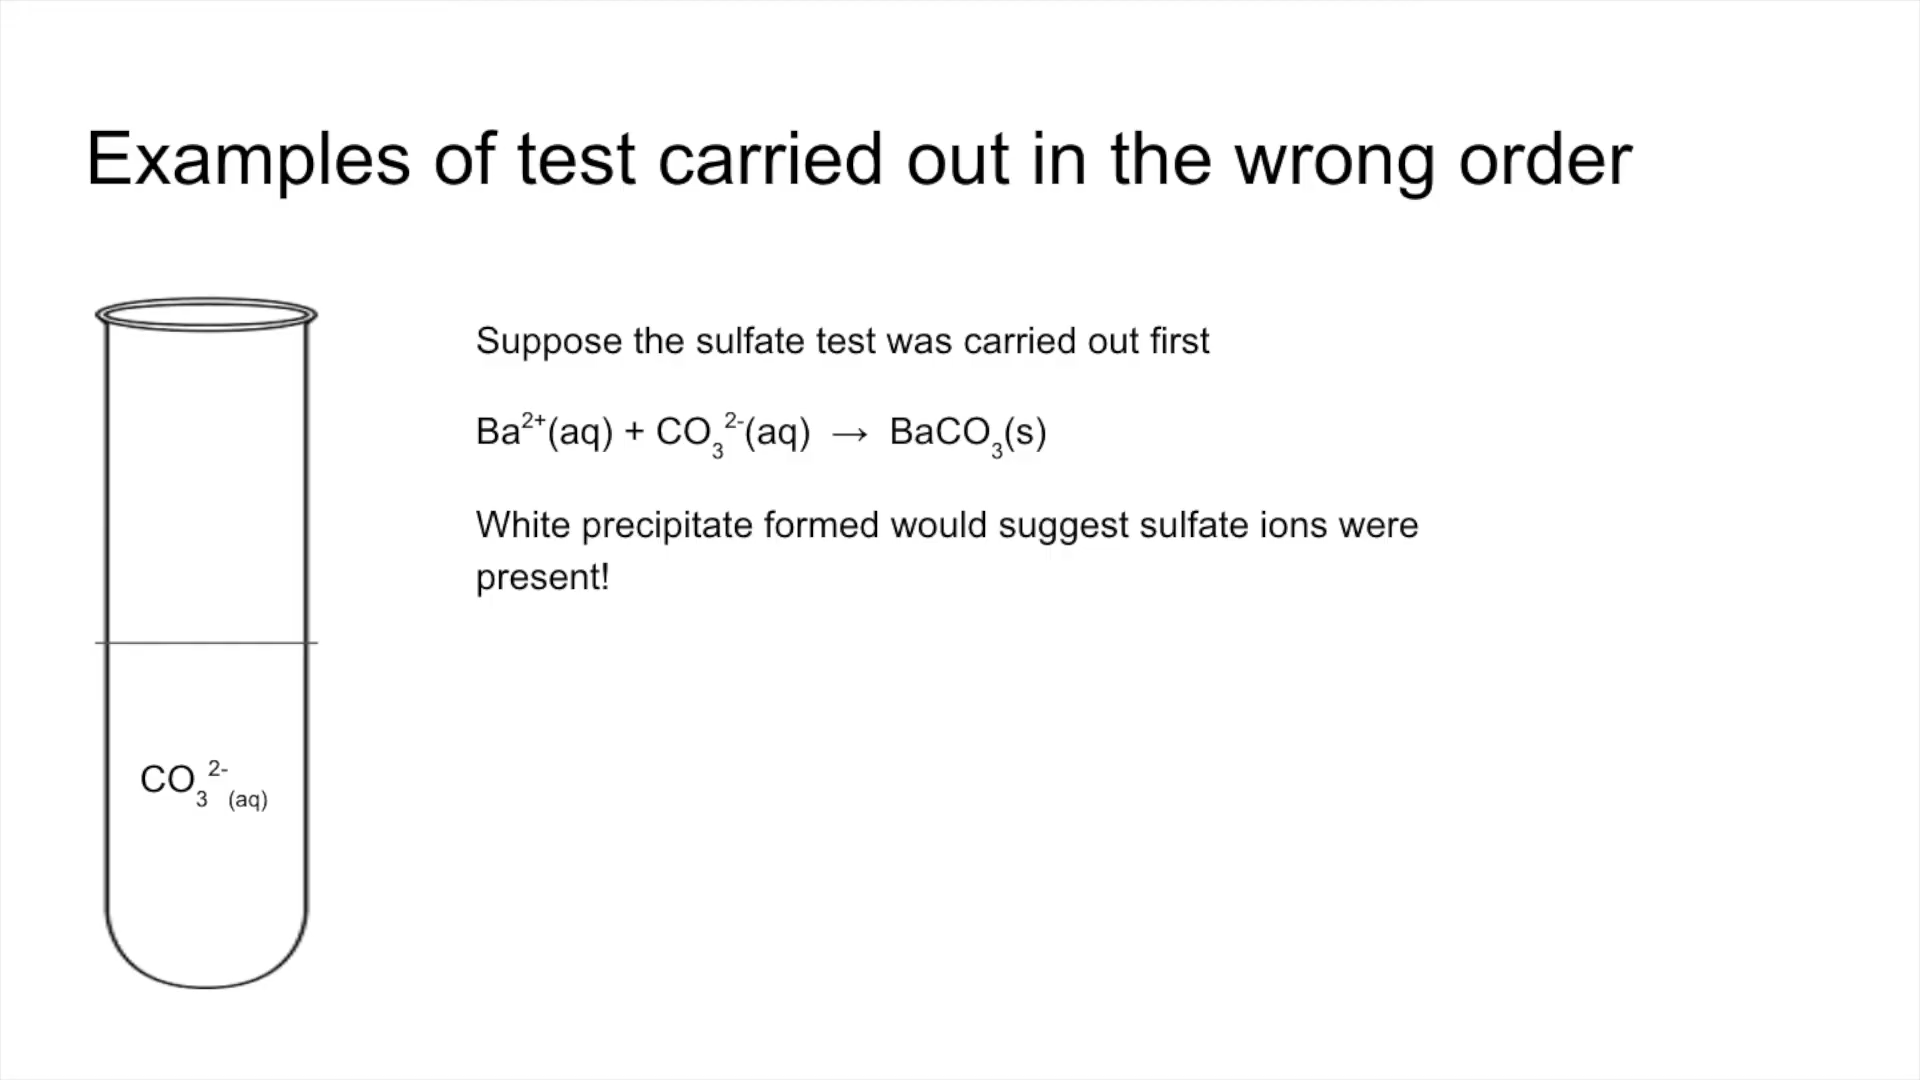 Examples of test carried out in the wrong order
Suppose the sulfate test was carried out first
Ba²⁺(aq) + CO₃²⁻(aq) → BaCO₃(s)
White precipitate formed would suggest sulfate ions were
present!
CO₃²⁻(aq)